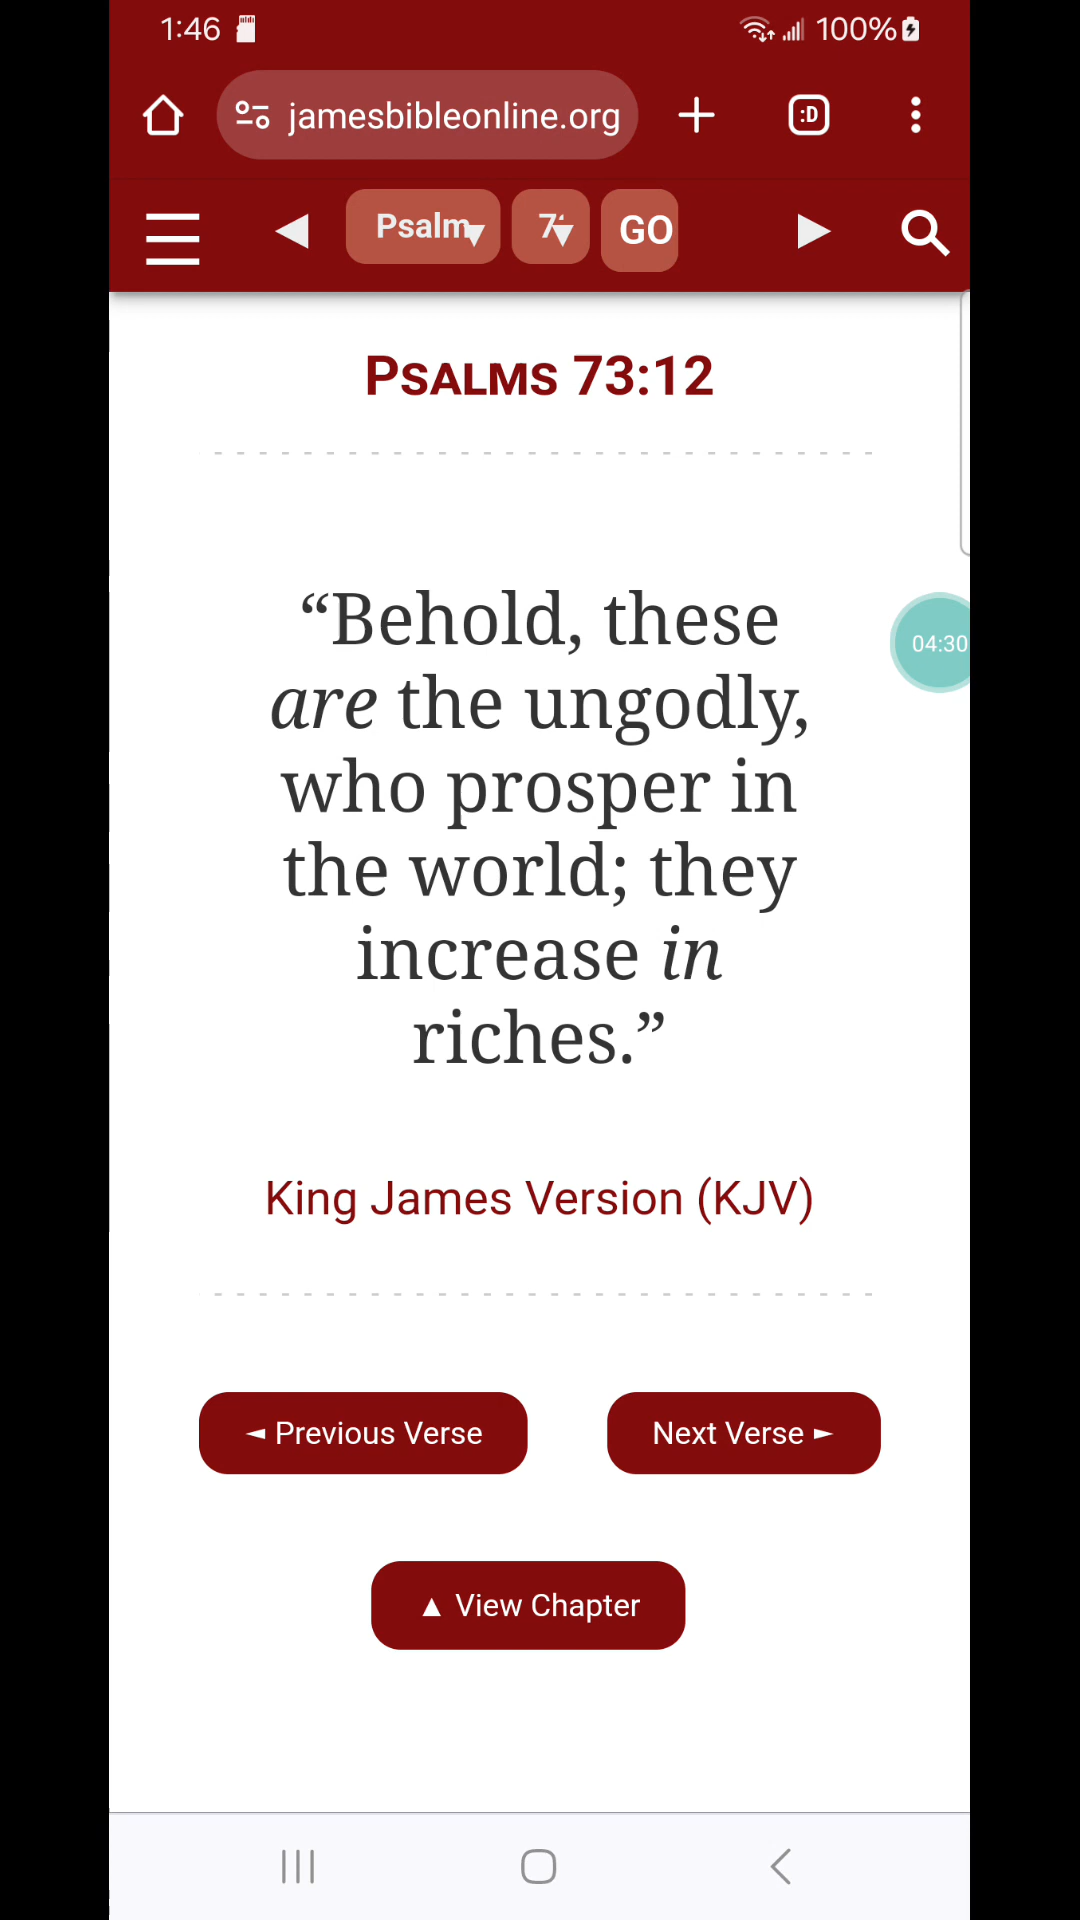 1:46 100%
jamesbibleonline.org :D
Psalm GO
PSALMS 73:12
“Behold, these
are the ungodly,
04:30
who prosper in
the world; they
increase in
riches.”
King James Version (KJV)
◄ Previous Verse Next Verse ►
▲ View Chapter